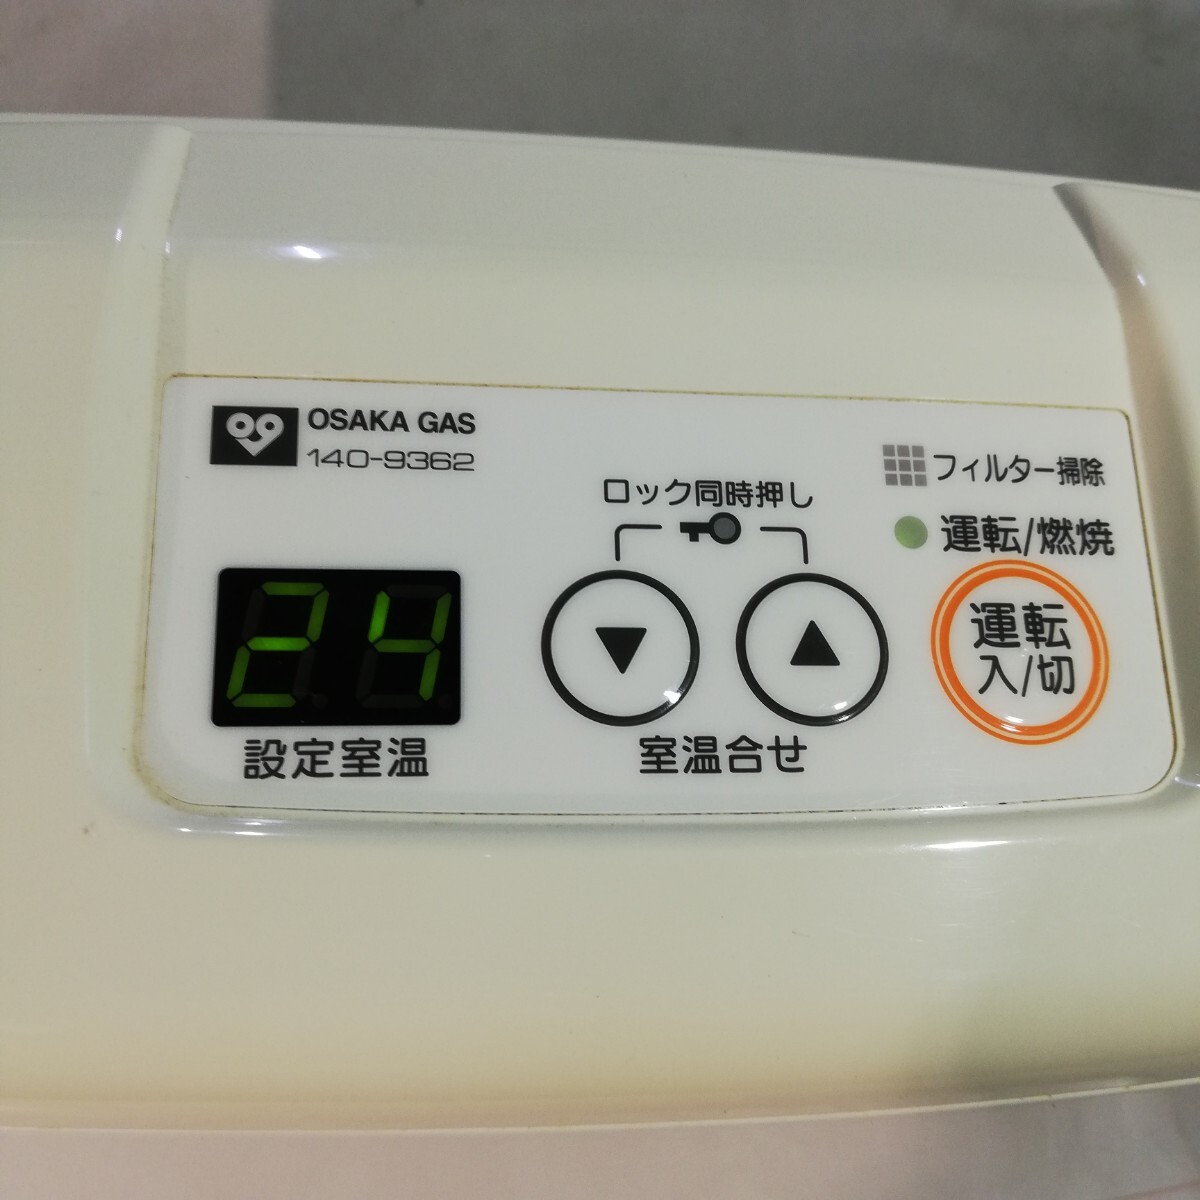 OSAKA GAS
140-9362
24
設定室温
ロック同時押し
▼ ▲
室温合せ
フィルター掃除
運転/燃焼
運転
入/切